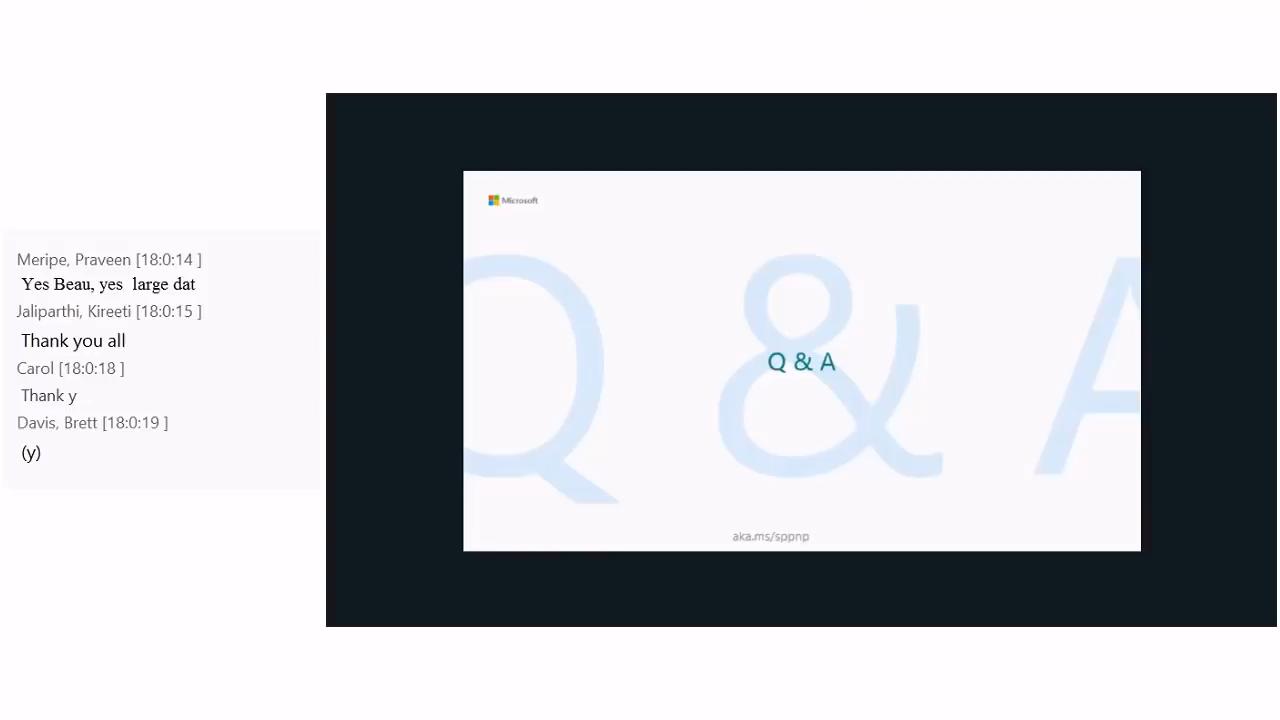 Meripe, Praveen [18:0:14 ]
Yes Beau, yes  large dat
Jaliparthi, Kireeti [18:0:15 ]
Thank you all
Carol [18:0:18 ]
Thank y
Davis, Brett [18:0:19 ]
(y)
Microsoft
Q & A
Q & A
aka.ms/sppnp